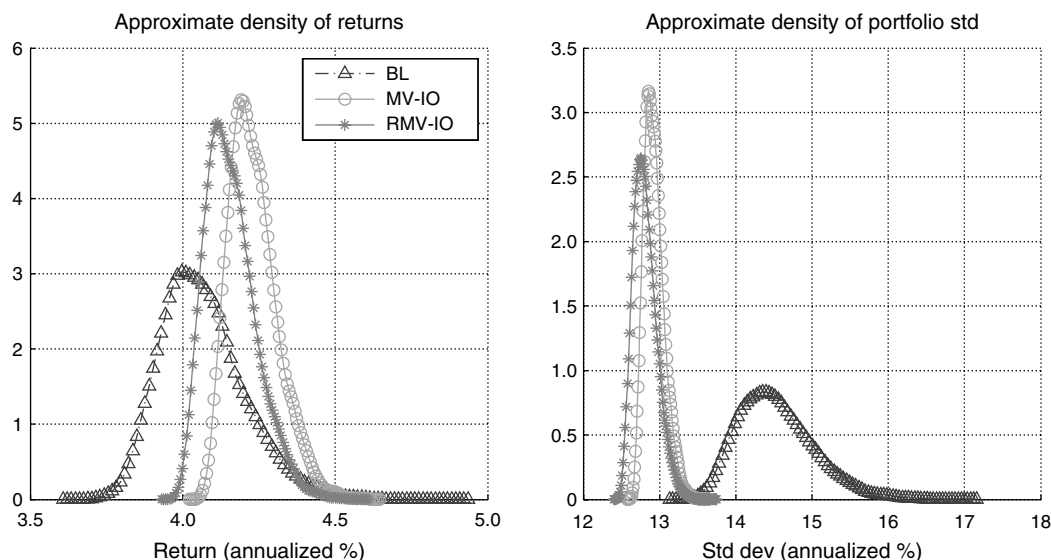 Approximate density of returns
6
5
4
3
2
1
0
3.5 4.0 4.5 5.0
Return (annualized %)
BL
MV-IO
RMV-IO
Approximate density of portfolio std
3.5
3.0
2.5
2.0
1.5
1.0
0.5
0
12 13 14 15 16 17 18
Std dev (annualized %)